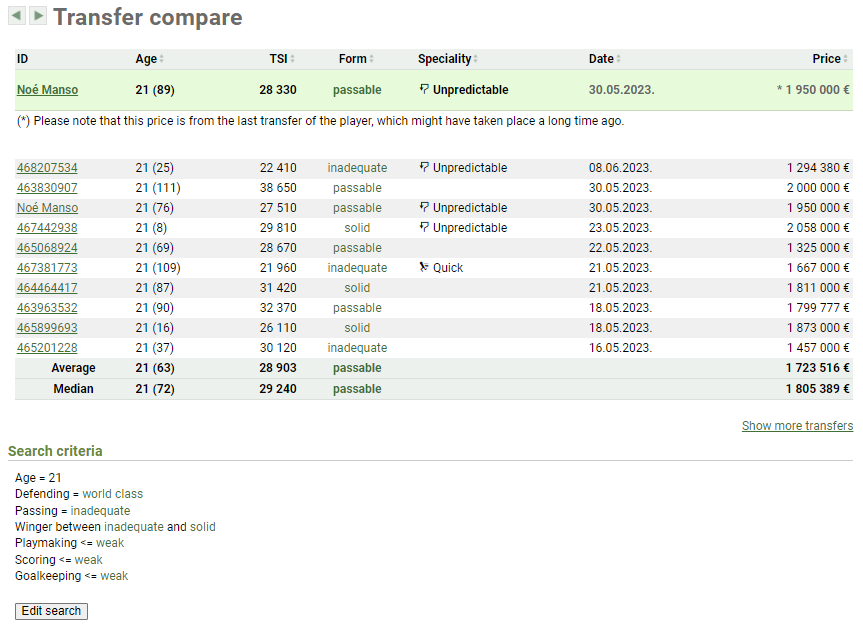 Transfer compare
ID Age TSI Form Speciality Date Price
Noé Manso 21 (89) 28 330 passable Unpredictable 30.05.2023. * 1 950 000 €
(*) Please note that this price is from the last transfer of the player, which might have taken place a long time ago.
468207534 21 (25) 22 410 inadequate Unpredictable 08.06.2023. 1 294 380 €
463830907 21 (111) 38 650 passable 30.05.2023. 2 000 000 €
Noé Manso 21 (76) 27 510 passable Unpredictable 30.05.2023. 1 950 000 €
467442938 21 (8) 29 810 solid Unpredictable 23.05.2023. 2 058 000 €
465068924 21 (69) 28 670 passable 22.05.2023. 1 325 000 €
467381773 21 (109) 21 960 inadequate Quick 21.05.2023. 1 667 000 €
464464417 21 (87) 31 420 solid 21.05.2023. 1 811 000 €
463963532 21 (90) 32 370 passable 18.05.2023. 1 799 777 €
465899693 21 (16) 26 110 solid 18.05.2023. 1 873 000 €
465201228 21 (37) 30 120 inadequate 16.05.2023. 1 457 000 €
Average 21 (63) 28 903 passable 1 723 516 €
Median 21 (72) 29 240 passable 1 805 389 €
Show more transfers
Search criteria
Age = 21
Defending = world class
Passing = inadequate
Winger between inadequate and solid
Playmaking <= weak
Scoring <= weak
Goalkeeping <= weak
Edit search